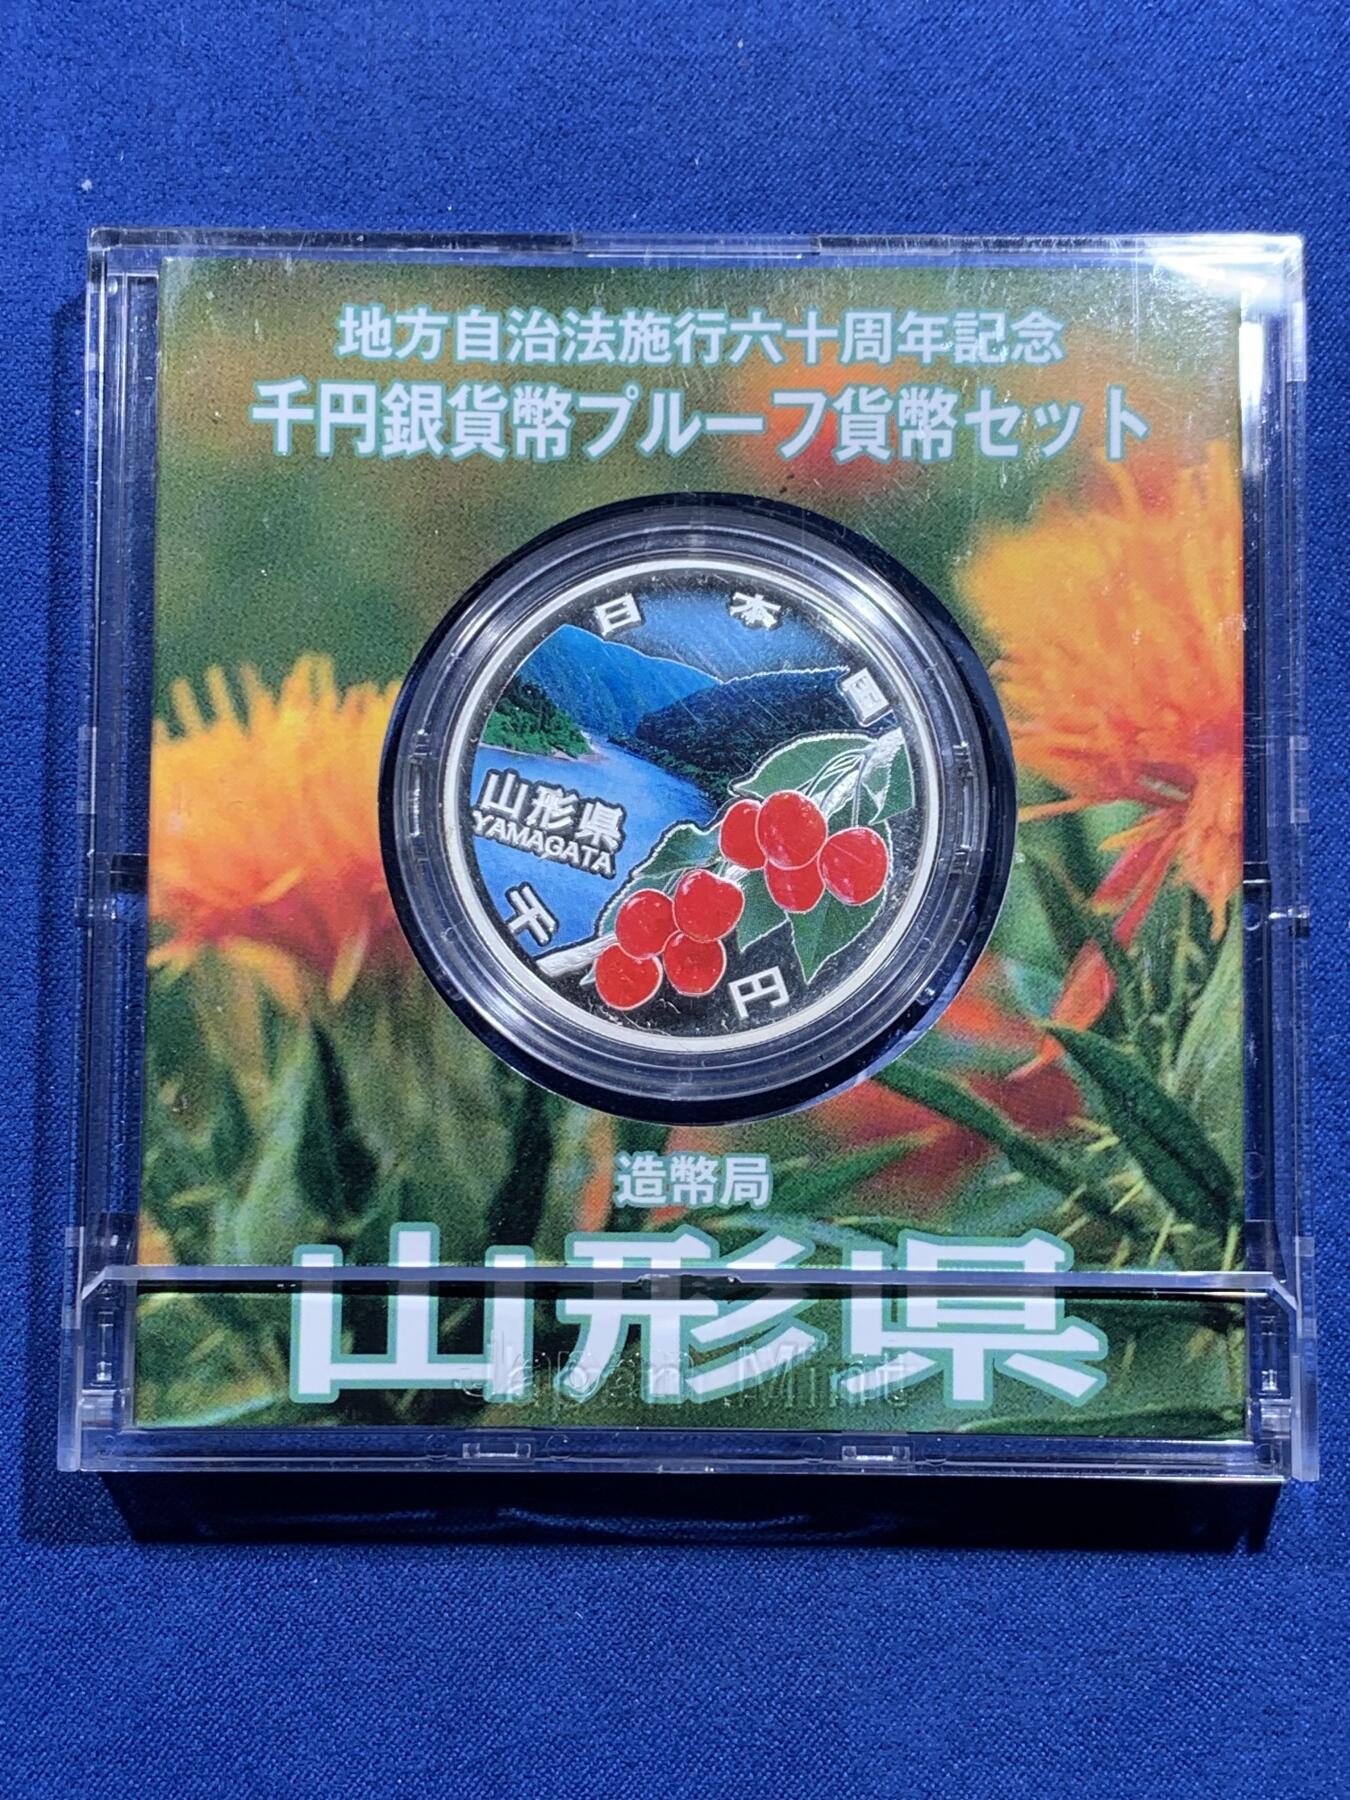 地方自治法施行六十周年記念
千円銀貨幣プルーフ貨幣セット
日本国
山形県
YAMAGATA
千円
造幣局
山形県
Japan Mint